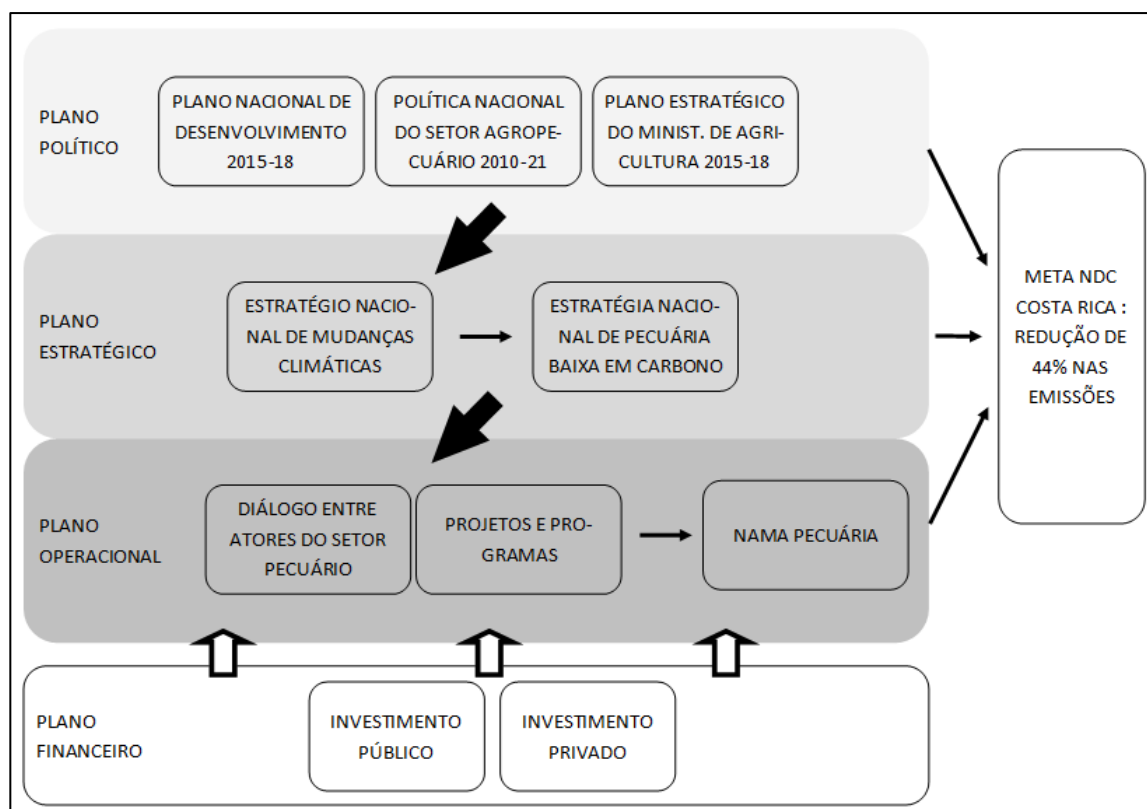 PLANO
POLÍTICO
PLANO NACIONAL DE
DESENVOLVIMENTO
2015-18
POLÍTICA NACIONAL
DO SETOR AGROPE-
CUÁRIO 2010-21
PLANO ESTRATÉGICO
DO MINIST. DE AGRI-
CULTURA 2015-18
PLANO
ESTRATÉGICO
ESTRATÉGIO NACIO-
NAL DE MUDANÇAS
CLIMÁTICAS
ESTRATÉGIA NACIO-
NAL DE PECUÁRIA
BAIXA EM CARBONO
META NDC
COSTA RICA :
REDUÇÃO DE
44% NAS
EMISSÕES
PLANO
OPERACIONAL
DIÁLOGO ENTRE
ATORES DO SETOR
PECUÁRIO
PROJETOS E PRO-
GRAMAS
NAMA PECUÁRIA
PLANO
FINANCEIRO
INVESTIMENTO
PÚBLICO
INVESTIMENTO
PRIVADO